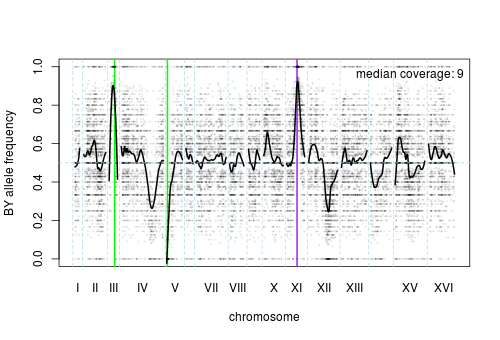 median coverage: 9
BY allele frequency
1.0
0.8
0.6
0.4
0.2
0.0
I II III IV V VII VIII X XI XII XIII XV XVI
chromosome